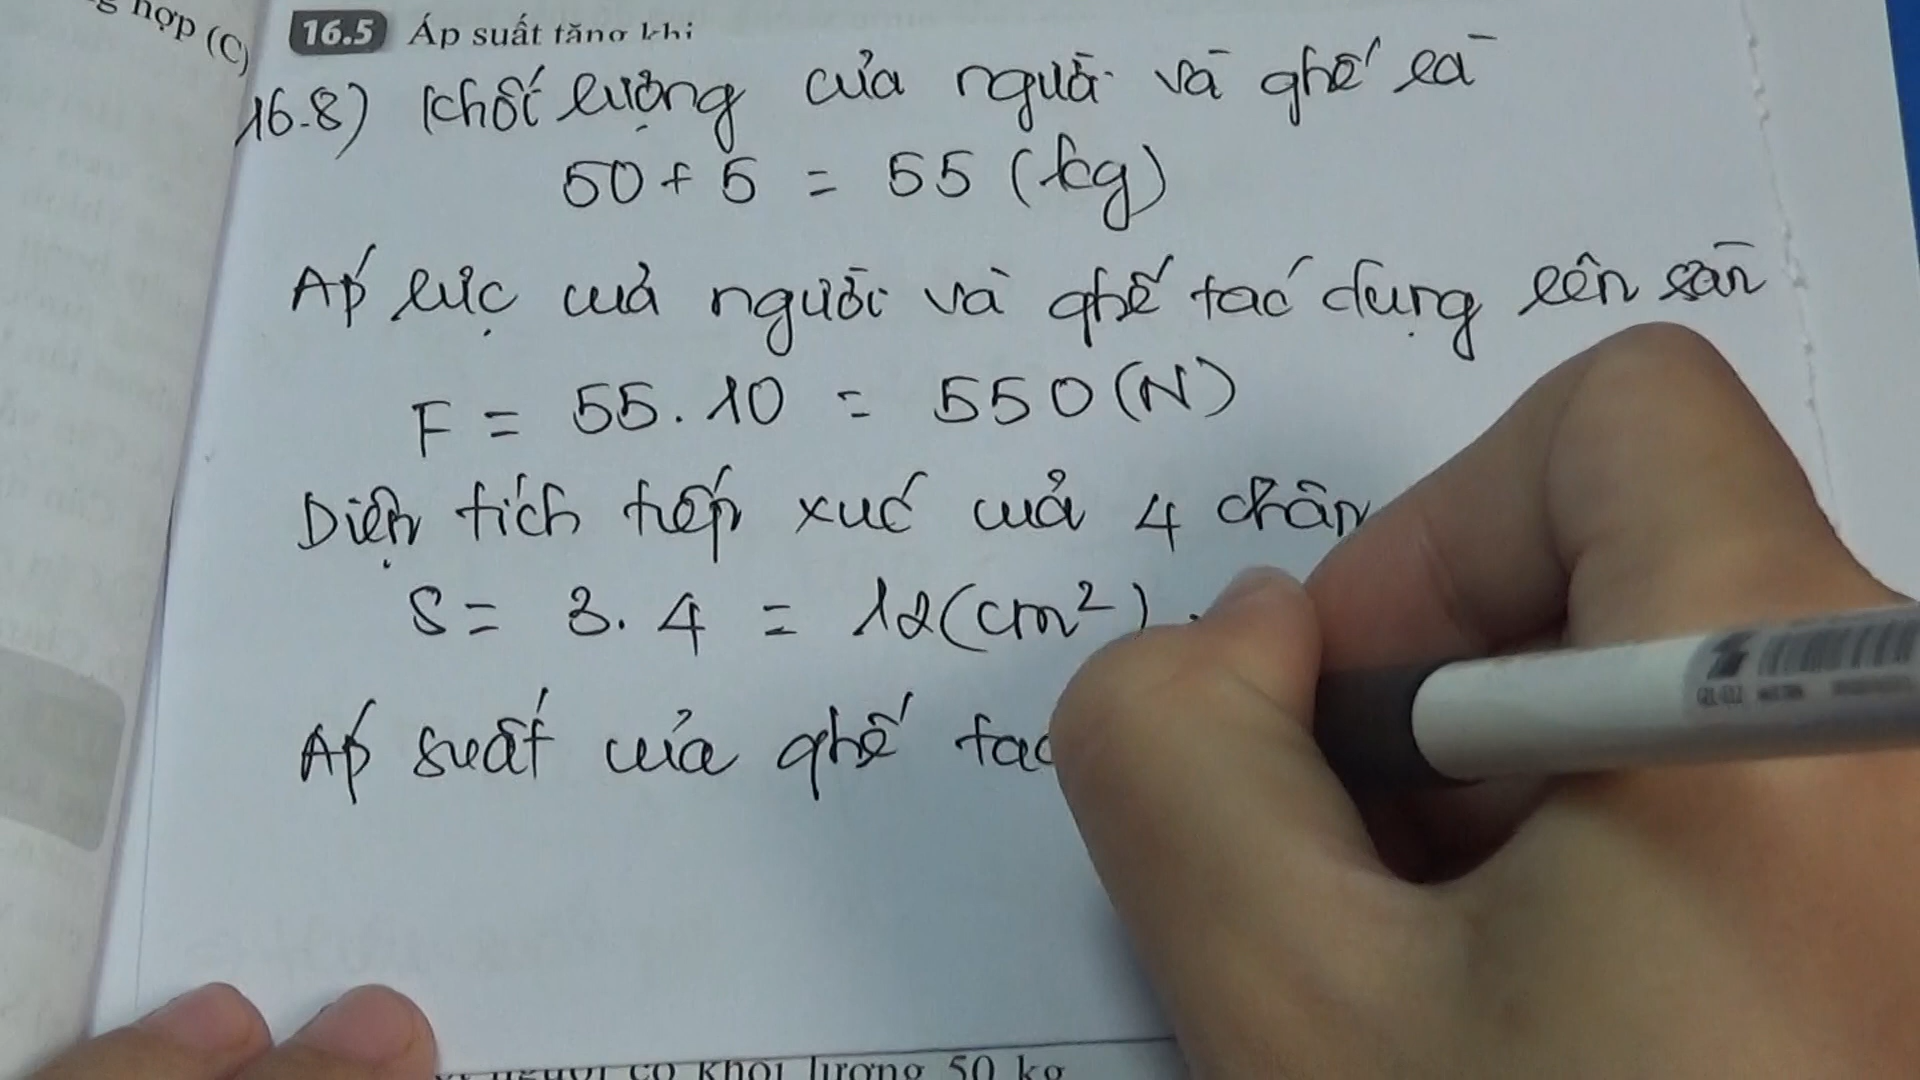 hợp (C)
16.5 Áp suất tăng khi
16.8) Khối lượng của người và ghế là
50 + 5 = 55 (kg)
Áp lực của người và ghế tác dụng lên sàn
F = 55 . 10 = 550 (N)
Diện tích tiếp xúc của 4 chân
S = 3 . 4 = 12 (cm²)
Áp suất của ghế tác
người có khối lượng 50 kg